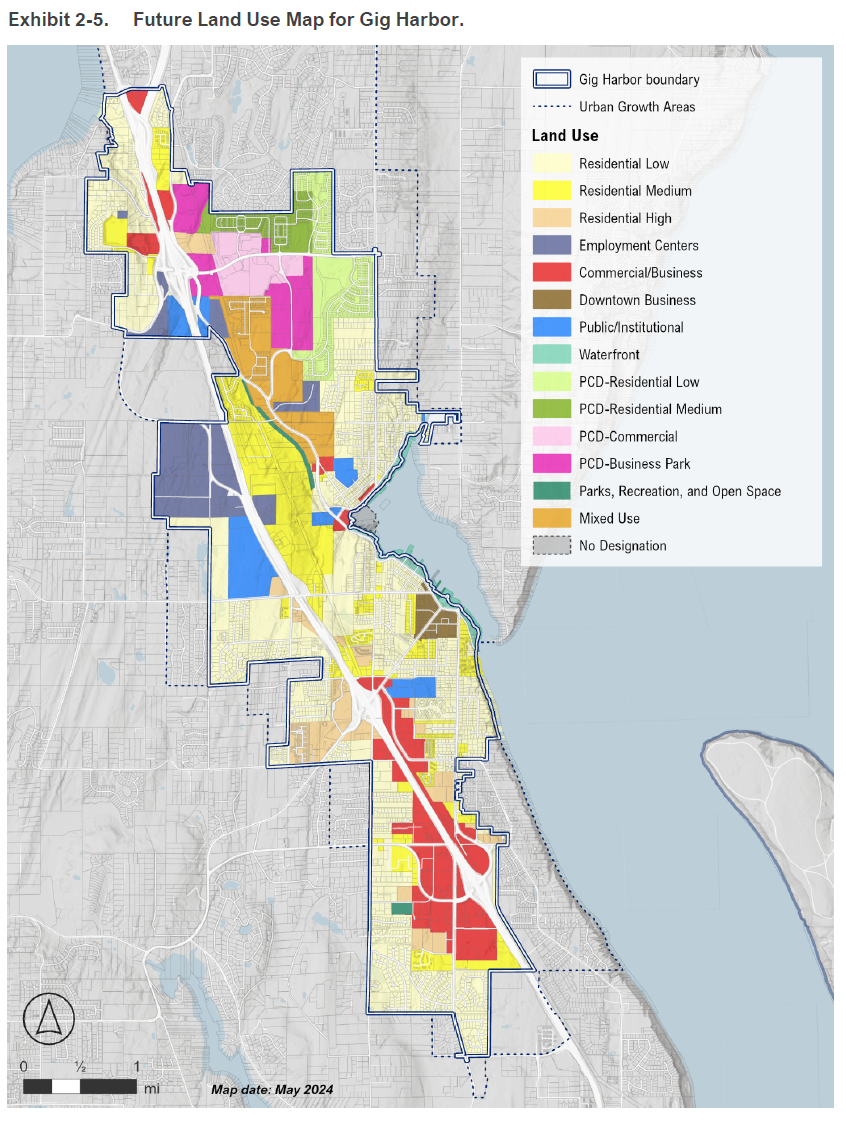 Exhibit 2-5. Future Land Use Map for Gig Harbor.
Gig Harbor boundary
Urban Growth Areas
Land Use
Residential Low
Residential Medium
Residential High
Employment Centers
Commercial/Business
Downtown Business
Public/Institutional
Waterfront
PCD-Residential Low
PCD-Residential Medium
PCD-Commercial
PCD-Business Park
Parks, Recreation, and Open Space
Mixed Use
No Designation
0 ½ 1
mi
Map date: May 2024